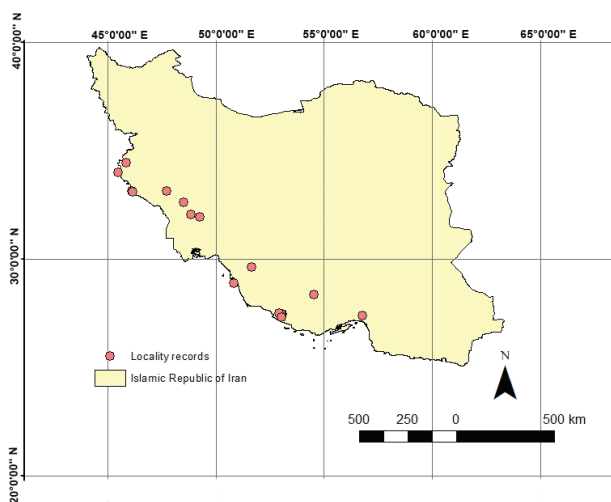 45°0'0'' E 50°0'0'' N 55°0'0'' N 60°0'0'' N 65°0'0'' N
40°0'0'' N
30°0'0'' N
20°0'0'' N
Locality records
Islamic Republic of Iran
N
500 250 0 500 km